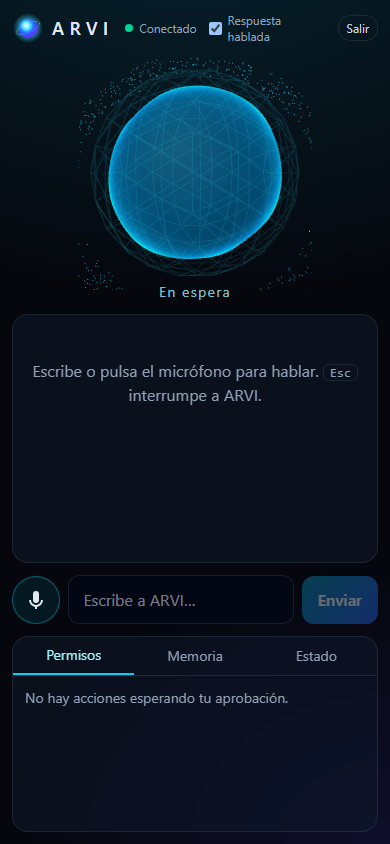 ARVI
Conectado
Respuesta
hablada
Salir
En espera
Escribe o pulsa el micrófono para hablar. Esc
interrumpe a ARVI.
Escribe a ARVI...
Enviar
Permisos
Memoria
Estado
No hay acciones esperando tu aprobación.